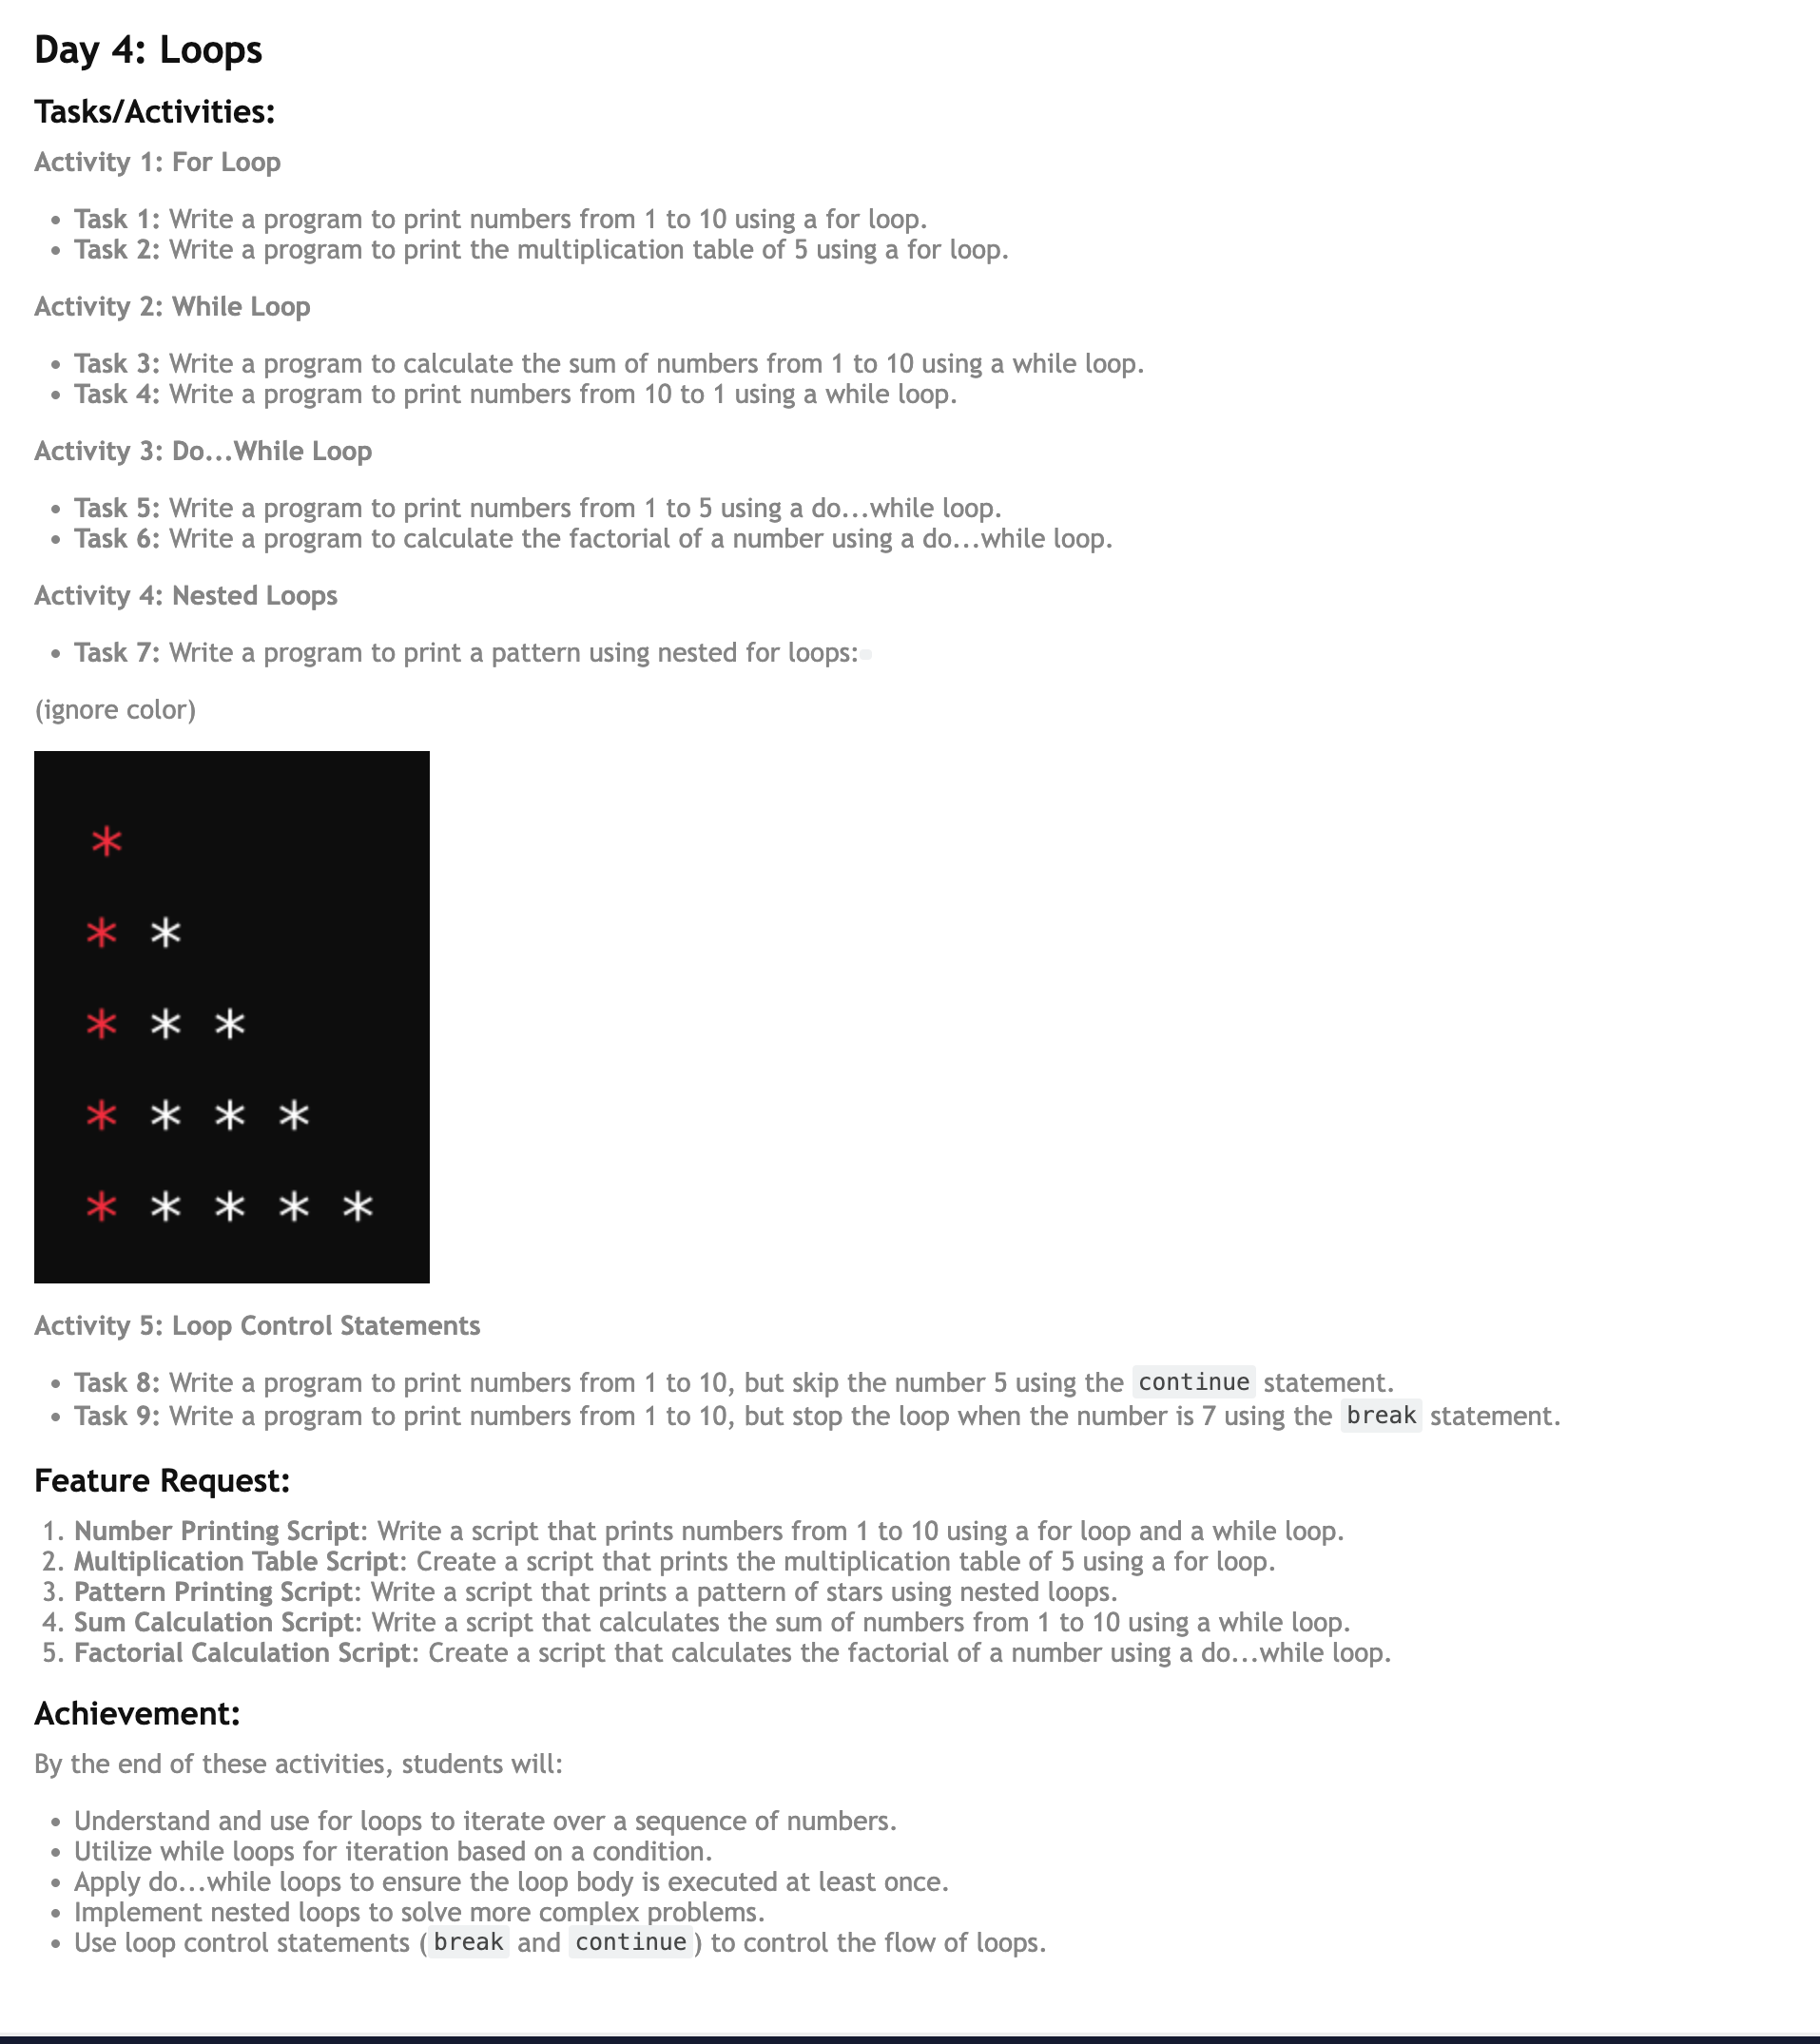 Day 4: Loops
Tasks/Activities:
Activity 1: For Loop
• Task 1: Write a program to print numbers from 1 to 10 using a for loop.
• Task 2: Write a program to print the multiplication table of 5 using a for loop.
Activity 2: While Loop
• Task 3: Write a program to calculate the sum of numbers from 1 to 10 using a while loop.
• Task 4: Write a program to print numbers from 10 to 1 using a while loop.
Activity 3: Do...While Loop
• Task 5: Write a program to print numbers from 1 to 5 using a do...while loop.
• Task 6: Write a program to calculate the factorial of a number using a do...while loop.
Activity 4: Nested Loops
• Task 7: Write a program to print a pattern using nested for loops:
(ignore color)
*
* *
* * *
* * * *
* * * * *
Activity 5: Loop Control Statements
• Task 8: Write a program to print numbers from 1 to 10, but skip the number 5 using the continue statement.
• Task 9: Write a program to print numbers from 1 to 10, but stop the loop when the number is 7 using the break statement.
Feature Request:
1. Number Printing Script: Write a script that prints numbers from 1 to 10 using a for loop and a while loop.
2. Multiplication Table Script: Create a script that prints the multiplication table of 5 using a for loop.
3. Pattern Printing Script: Write a script that prints a pattern of stars using nested loops.
4. Sum Calculation Script: Write a script that calculates the sum of numbers from 1 to 10 using a while loop.
5. Factorial Calculation Script: Create a script that calculates the factorial of a number using a do...while loop.
Achievement:
By the end of these activities, students will:
• Understand and use for loops to iterate over a sequence of numbers.
• Utilize while loops for iteration based on a condition.
• Apply do...while loops to ensure the loop body is executed at least once.
• Implement nested loops to solve more complex problems.
• Use loop control statements (break and continue) to control the flow of loops.